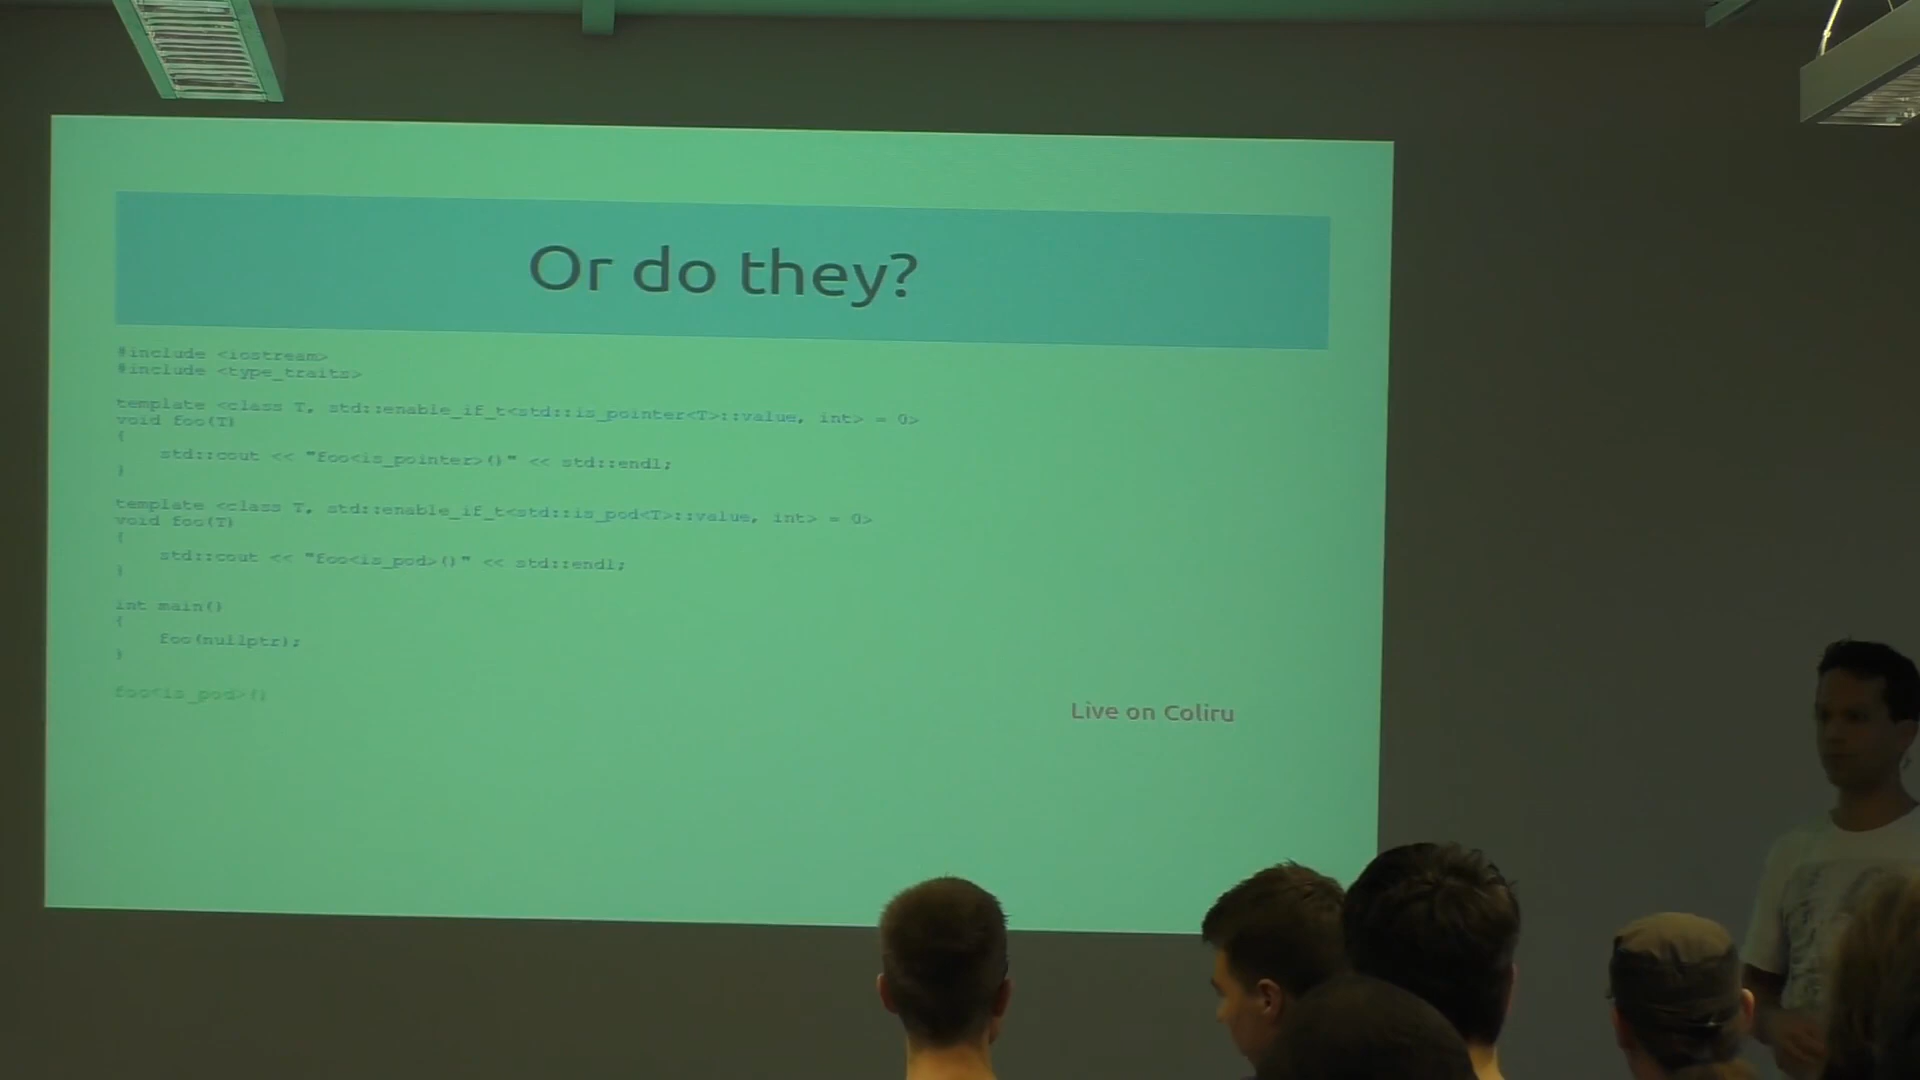 Or do they?
#include <iostream>
#include <type_traits>
template <class T, std::enable_if_t<std::is_pointer<T>::value, int> = 0>
void foo(T)
{
    std::cout << "foo<is_pointer>()" << std::endl;
}
template <class T, std::enable_if_t<std::is_pod<T>::value, int> = 0>
void foo(T)
{
    std::cout << "foo<is_pod>()" << std::endl;
}
int main()
{
    foo(nullptr);
}
foo<is_pod>()
Live on Coliru